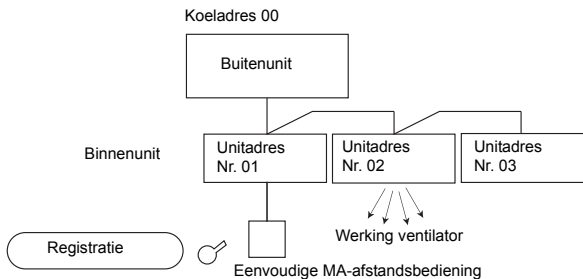 Koeladres 00
Buitenunit
Binnenunit
Unitadres
Nr. 01
Unitadres
Nr. 02
Unitadres
Nr. 03
Werking ventilator
Registratie
Eenvoudige MA-afstandsbediening